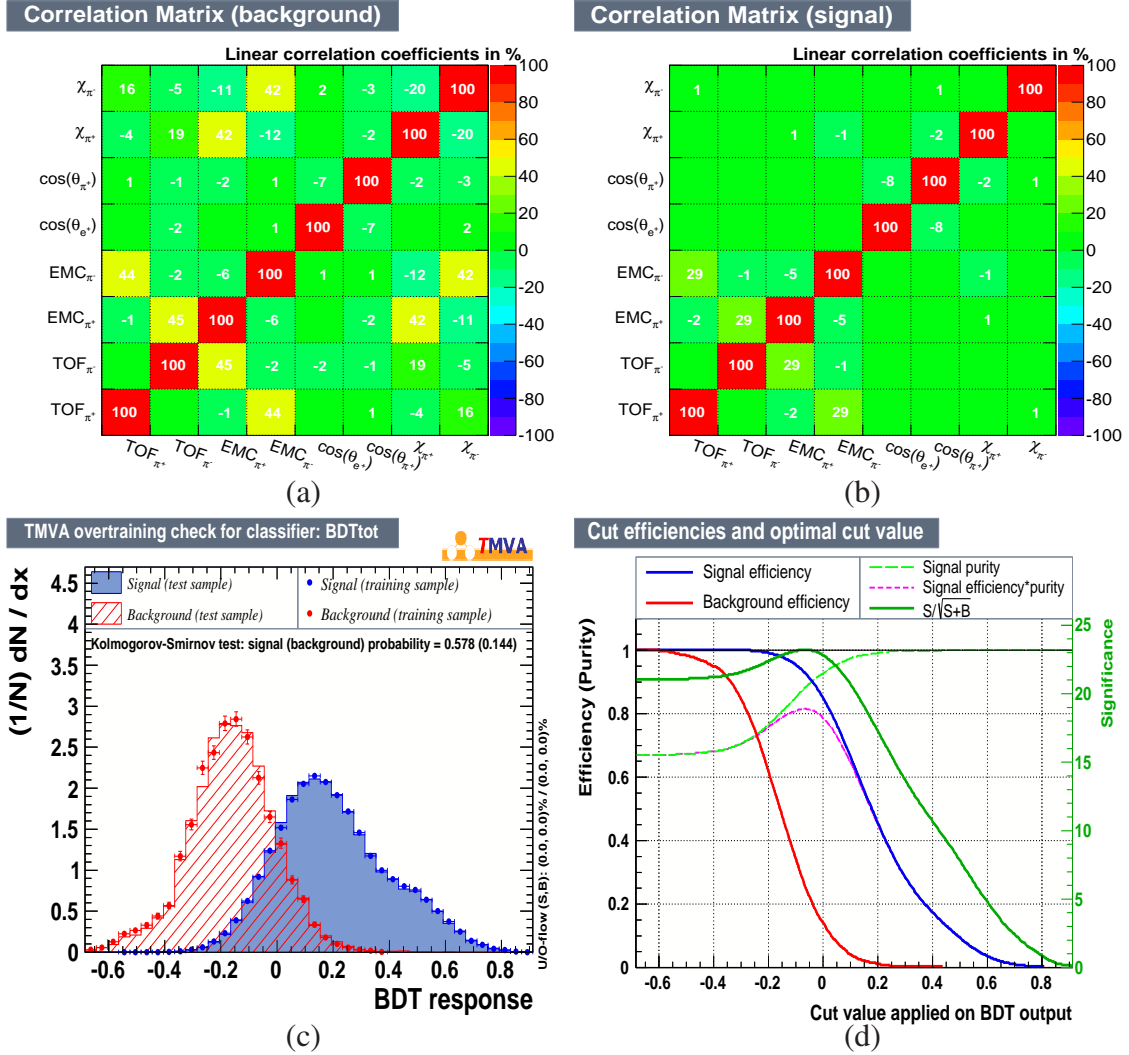 Correlation Matrix (background)
Linear correlation coefficients in %
χπ- 16 -5 -11 42 2 -3 -20 100
χπ+ -4 19 42 -12 -2 100 -20
cos(θπ+) 1 -1 -2 1 -7 100 -2 -3
cos(θe+) -2 1 100 -7 2
EMCπ- 44 -2 -6 100 1 1 -12 42
EMCπ+ -1 45 100 -6 -2 42 -11
TOFπ- 100 45 -2 -2 -1 19 -5
TOFπ+ 100 -1 44 1 -4 16
TOFπ+ TOFπ- EMCπ+ EMCπ- cos(θe+) cos(θπ+) χπ+ χπ-
100
80
60
40
20
0
-20
-40
-60
-80
-100
(a)
Correlation Matrix (signal)
Linear correlation coefficients in %
χπ- 1 1 100
χπ+ 1 -1 -2 100
cos(θπ+) -8 100 -2 1
cos(θe+) 100 -8
EMCπ- 29 -1 -5 100 -1
EMCπ+ -2 29 100 -5 1
TOFπ- 100 29 -1
TOFπ+ 100 -2 29 1
TOFπ+ TOFπ- EMCπ+ EMCπ- cos(θe+) cos(θπ+) χπ+ χπ-
100
80
60
40
20
0
-20
-40
-60
-80
-100
(b)
TMVA overtraining check for classifier: BDTtot
TMVA
Signal (test sample)
Background (test sample)
Signal (training sample)
Background (training sample)
Kolmogorov-Smirnov test: signal (background) probability = 0.578 (0.144)
(1/N) dN / dx
4.5
4
3.5
3
2.5
2
1.5
1
0.5
0
-0.6 -0.4 -0.2 0 0.2 0.4 0.6 0.8
BDT response
U/O-flow (S,B): (0.0, 0.0)% / (0.0, 0.0)%
(c)
Cut efficiencies and optimal cut value
Signal efficiency
Background efficiency
Signal purity
Signal efficiency*purity
S/√S+B
Efficiency (Purity)
1
0.8
0.6
0.4
0.2
0
-0.6 -0.4 -0.2 0 0.2 0.4 0.6 0.8
Cut value applied on BDT output
25
20
15
10
5
0
Significance
(d)